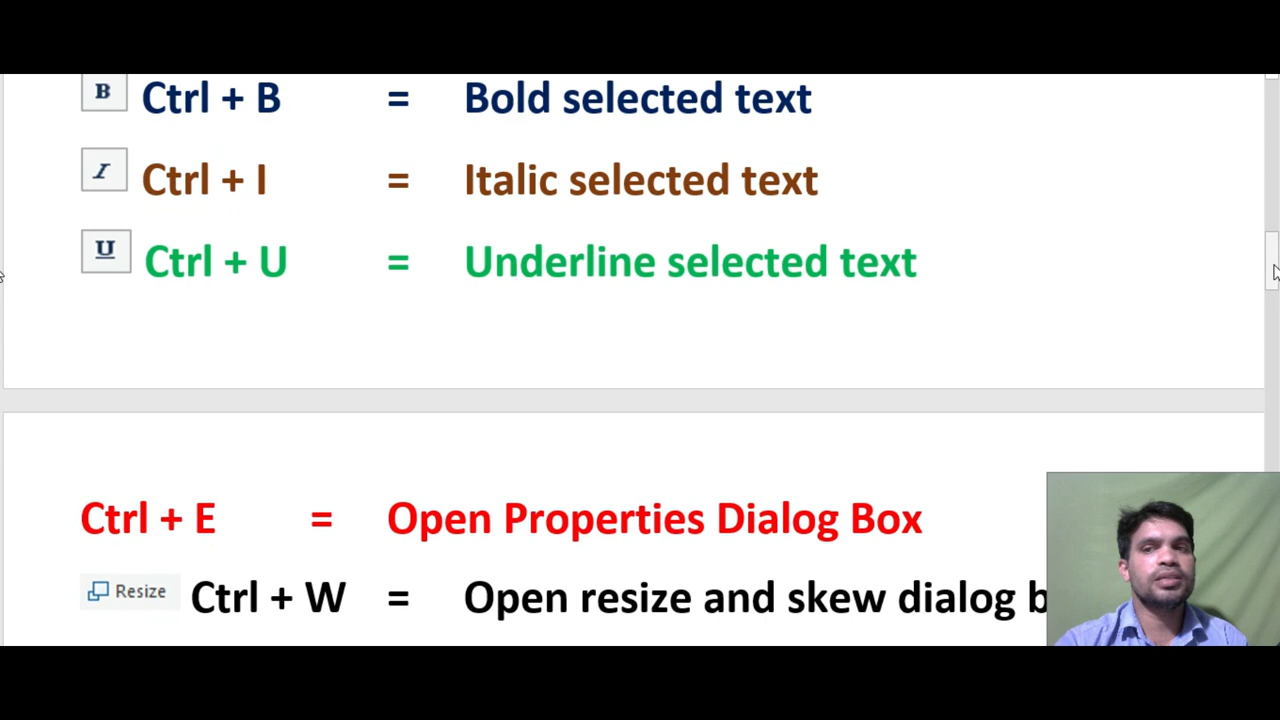 B Ctrl + B = Bold selected text
I Ctrl + I = Italic selected text
U Ctrl + U = Underline selected text
Ctrl + E = Open Properties Dialog Box
Resize Ctrl + W = Open resize and skew dialog b